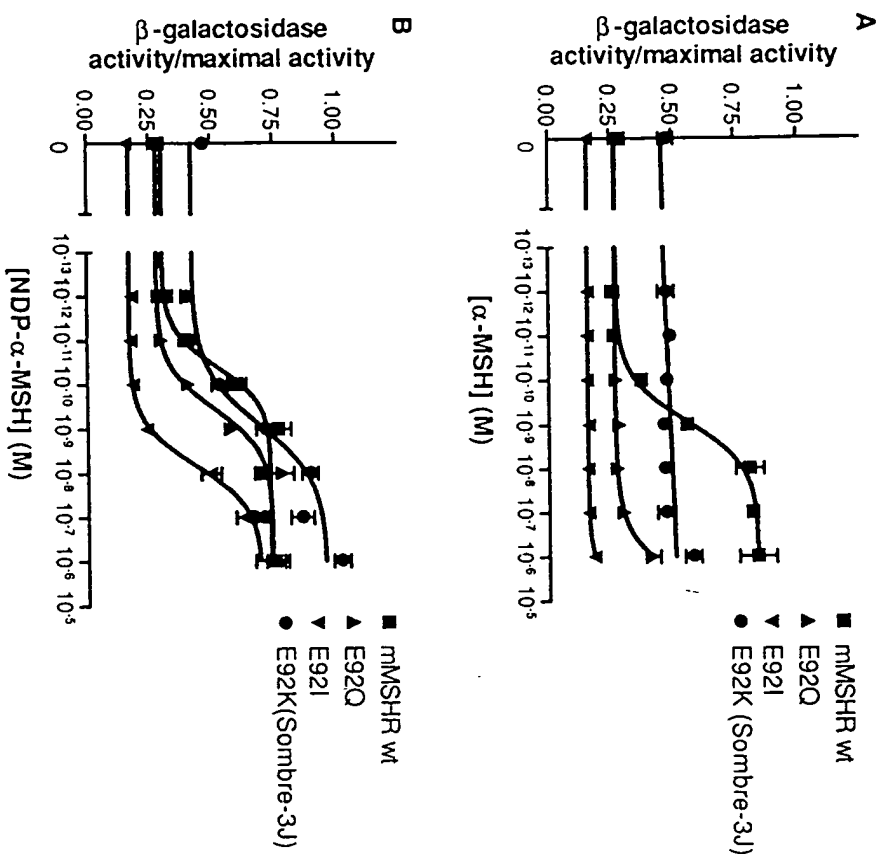 A
β-galactosidase
activity/maximal activity
1.00
0.75
0.50
0.25
0.00
0
10-13 10-12 10-11 10-10 10-9 10-8 10-7 10-6 10-5
[α-MSH] (M)
■ mMSHR wt
▲ E92Q
▼ E92I
● E92K (Sombre-3J)
B
β-galactosidase
activity/maximal activity
1.00
0.75
0.50
0.25
0.00
0
10-13 10-12 10-11 10-10 10-9 10-8 10-7 10-6 10-5
[NDP-α-MSH] (M)
■ mMSHR wt
▲ E92Q
▼ E92I
● E92K(Sombre-3J)